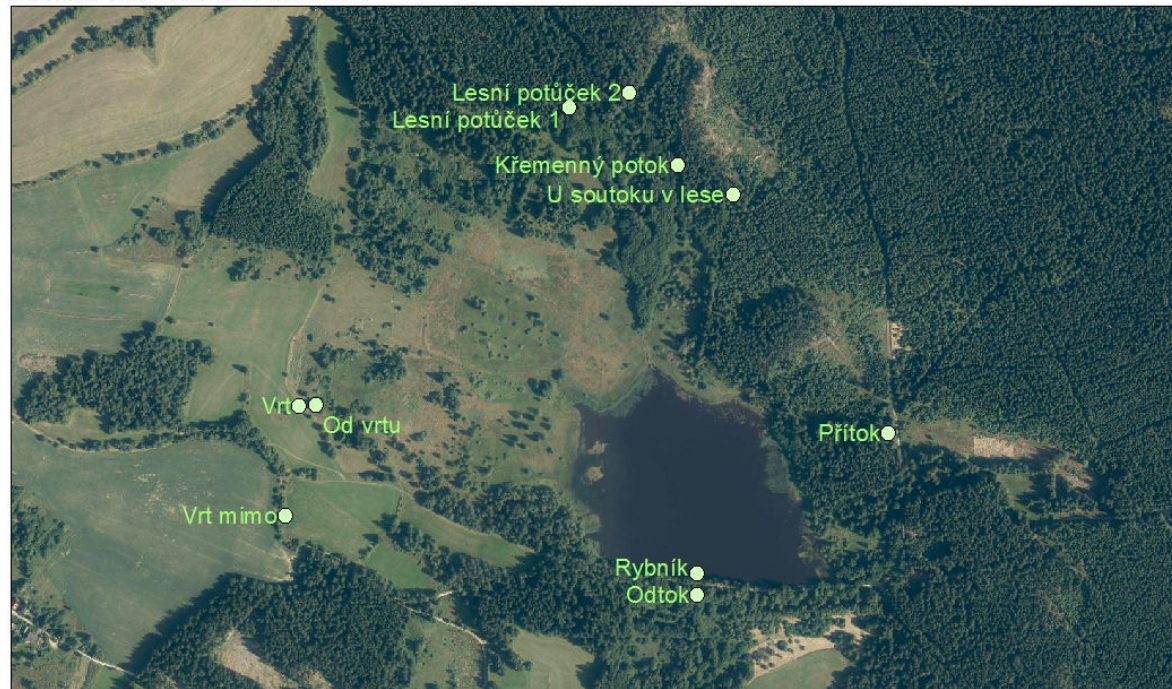 Lesní potůček 2
Lesní potůček 1
Křemenný potok
U soutoku v lese
Vrt
Od vrtu
Přítok
Vrt mimo
Rybník
Odtok